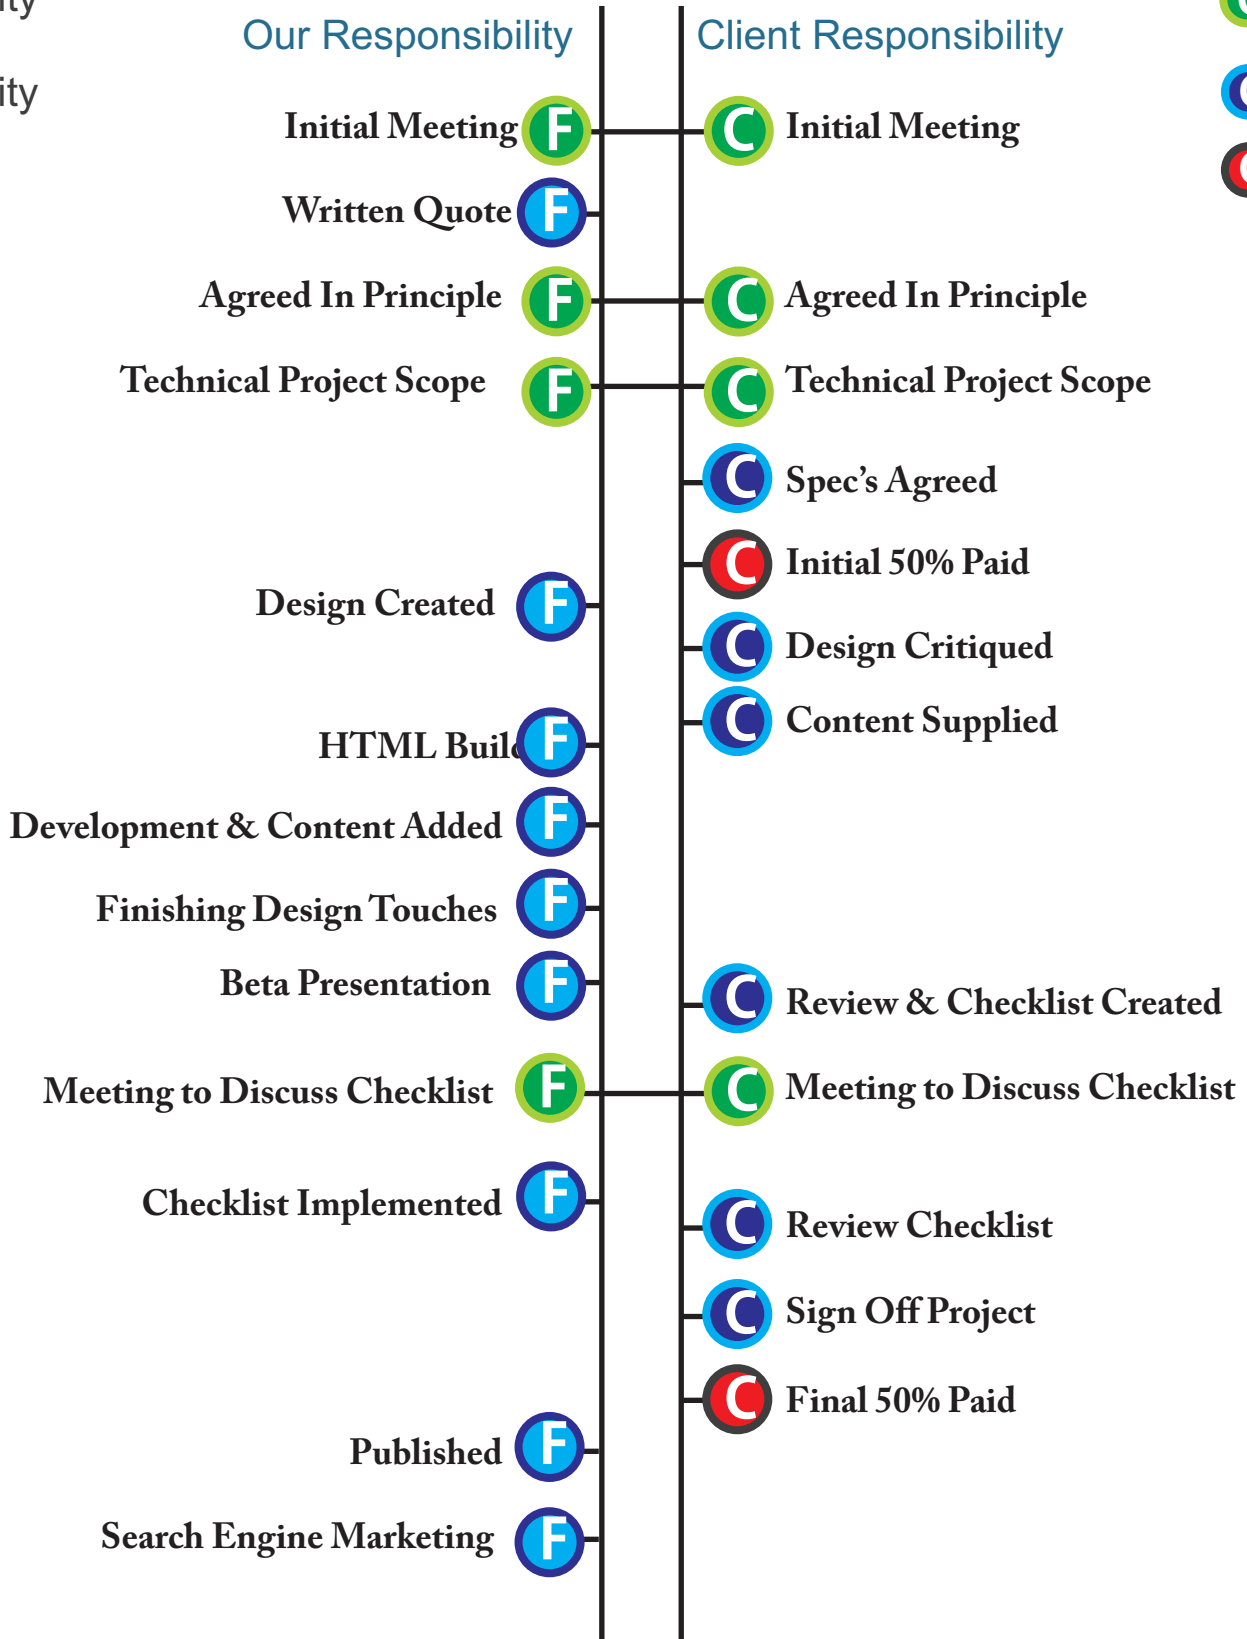 Our Responsibility Client Responsibility
Initial Meeting F C Initial Meeting
Written Quote F
Agreed In Principle F C Agreed In Principle
Technical Project Scope F C Technical Project Scope
C Spec’s Agreed
C Initial 50% Paid
Design Created F
C Design Critiqued
C Content Supplied
HTML Build F
Development & Content Added F
Finishing Design Touches F
Beta Presentation F
C Review & Checklist Created
Meeting to Discuss Checklist F C Meeting to Discuss Checklist
Checklist Implemented F
C Review Checklist
C Sign Off Project
C Final 50% Paid
Published F
Search Engine Marketing F